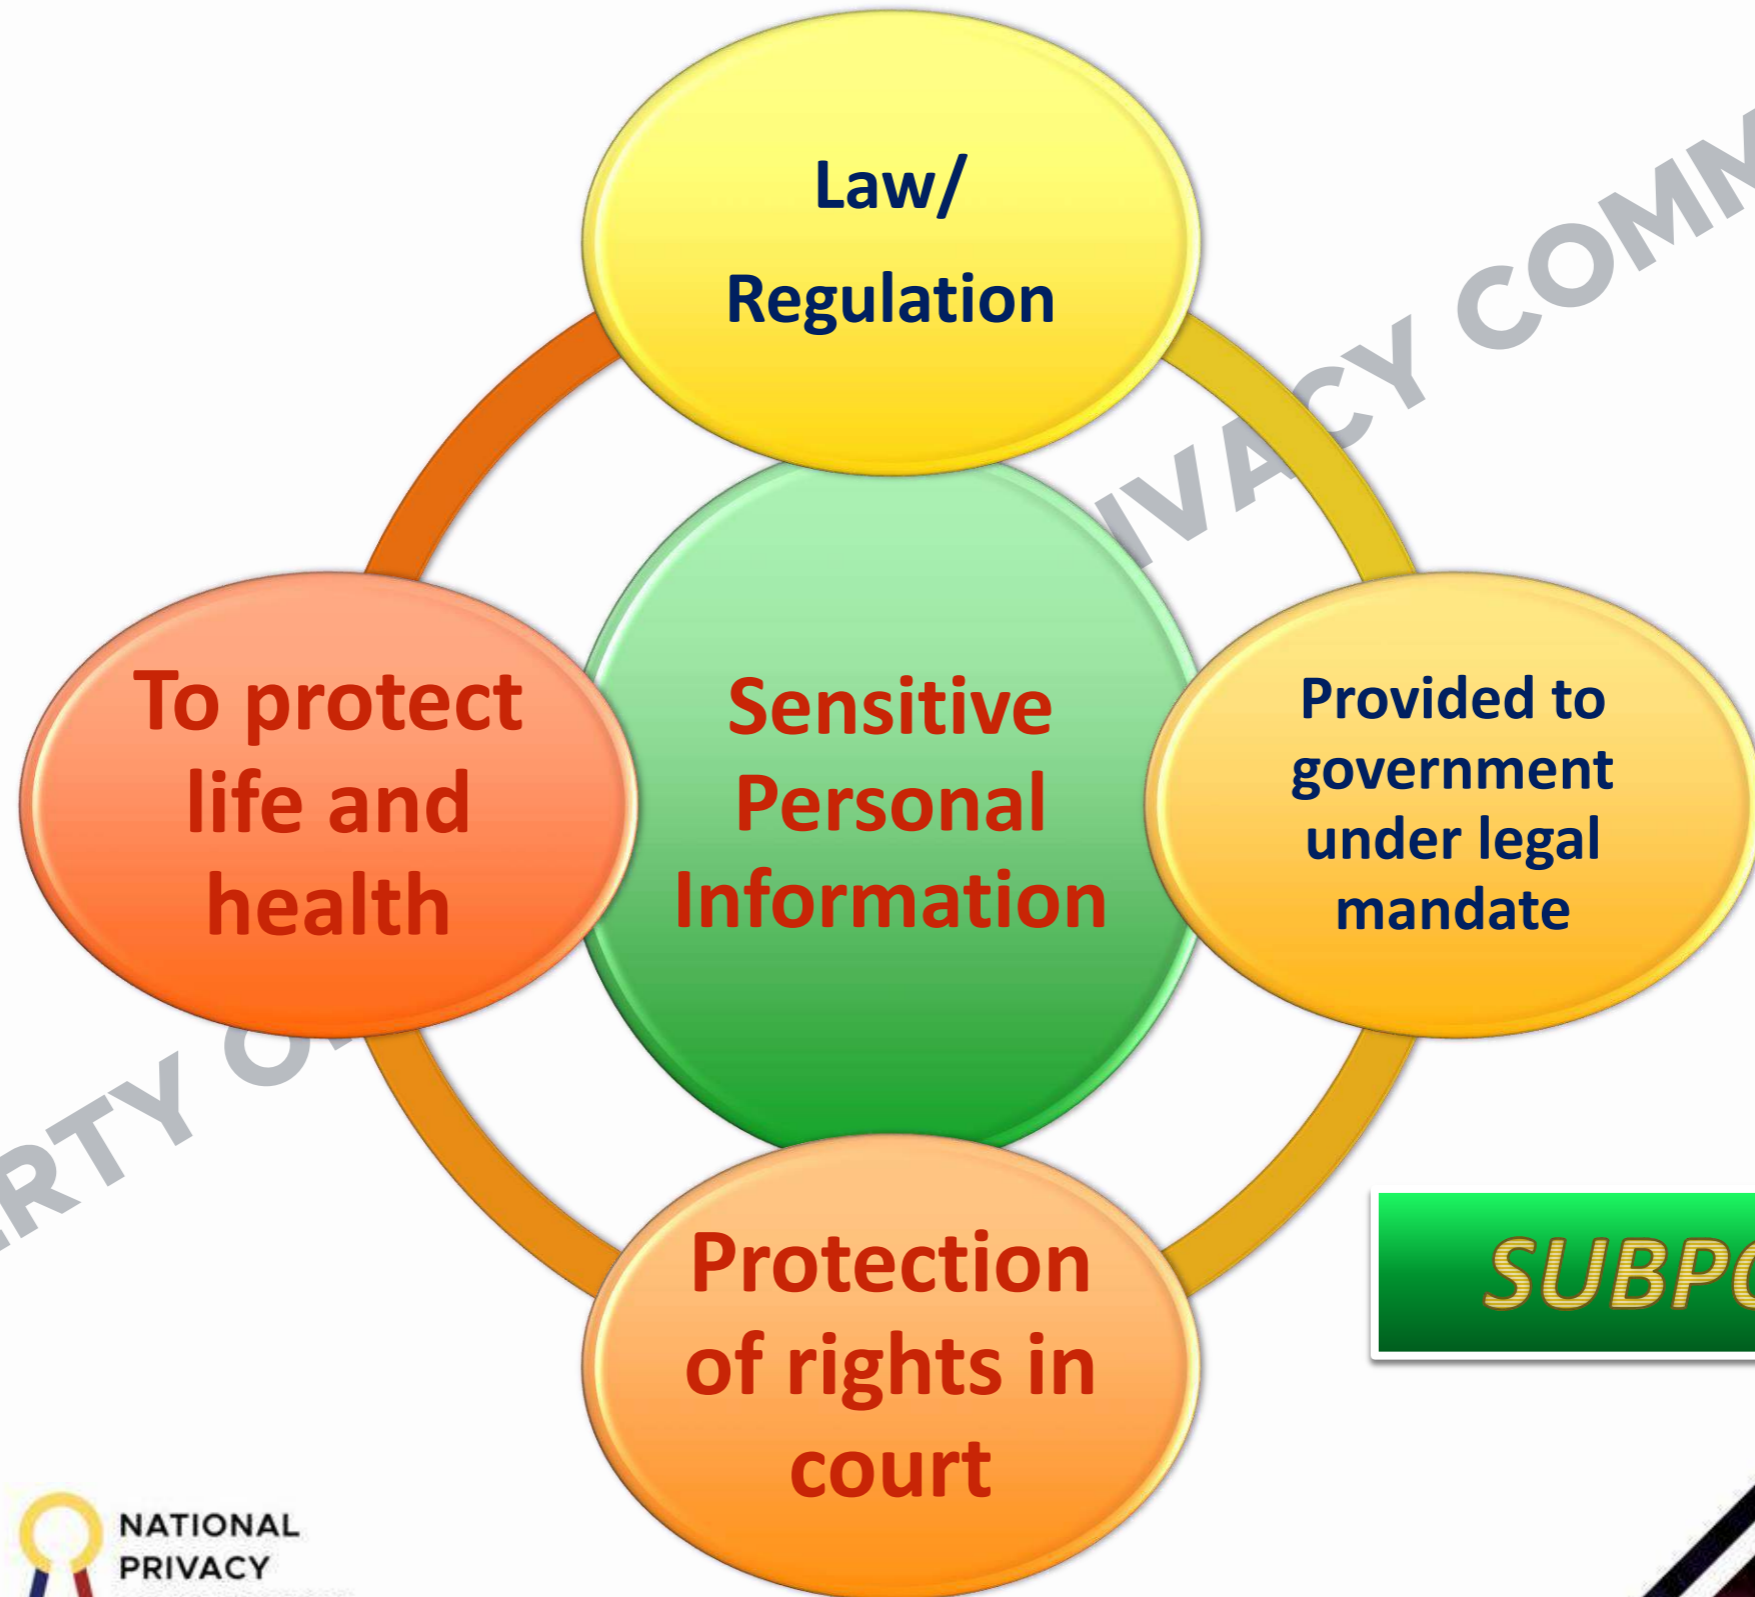 Law/
Regulation
To protect
life and
health
Sensitive
Personal
Information
Provided to
government
under legal
mandate
Protection
of rights in
court
NATIONAL
PRIVACY